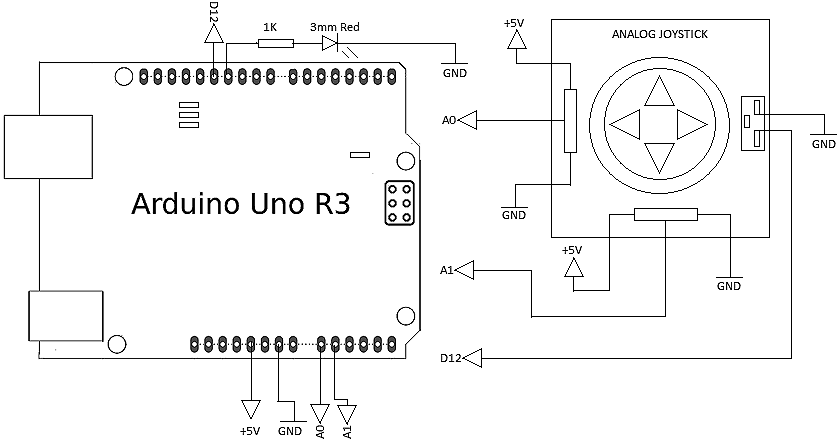 D12
1K
3mm Red
GND
+5V
ANALOG JOYSTICK
A0
GND
GND
Arduino Uno R3
+5V
A1
GND
D12
+5V
GND
A0
A1